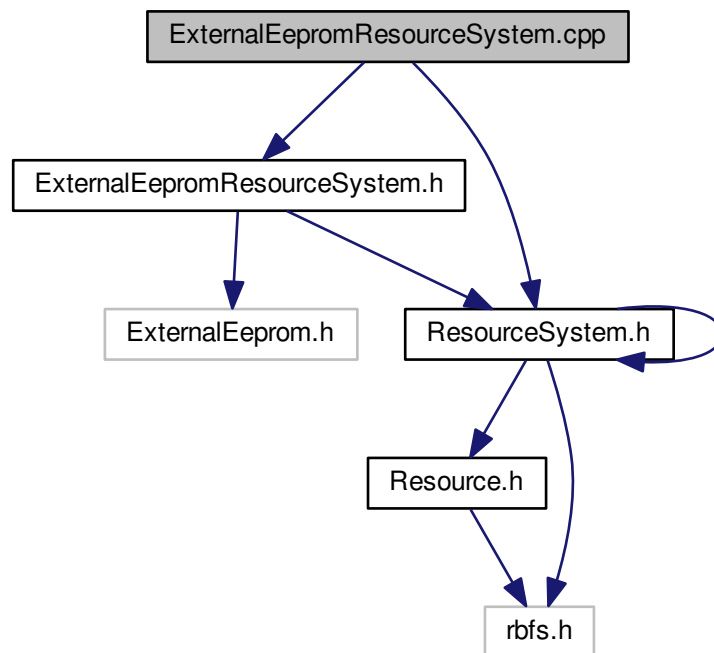 ExternalEepromResourceSystem.cpp
ExternalEepromResourceSystem.h
ExternalEeprom.h
ResourceSystem.h
Resource.h
rbfs.h